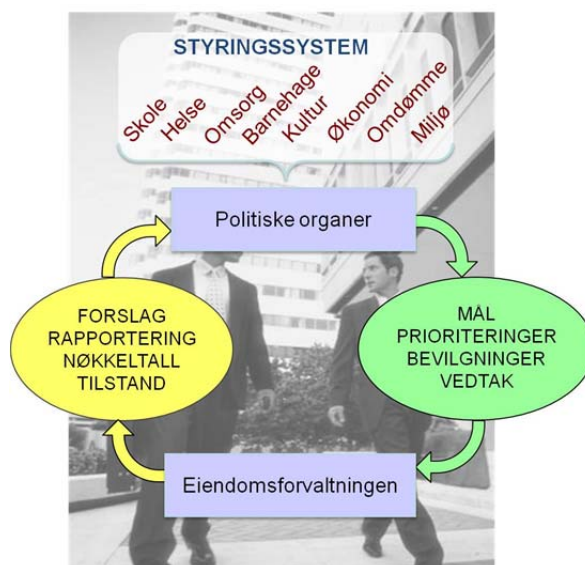 STYRINGSSYSTEM
Skole
Helse
Omsorg
Barnehage
Kultur
Økonomi
Omdømme
Miljø
Politiske organer
FORSLAG
RAPPORTERING
NØKKELTALL
TILSTAND
MÅL
PRIORITERINGER
BEVILGNINGER
VEDTAK
Eiendomsforvaltningen